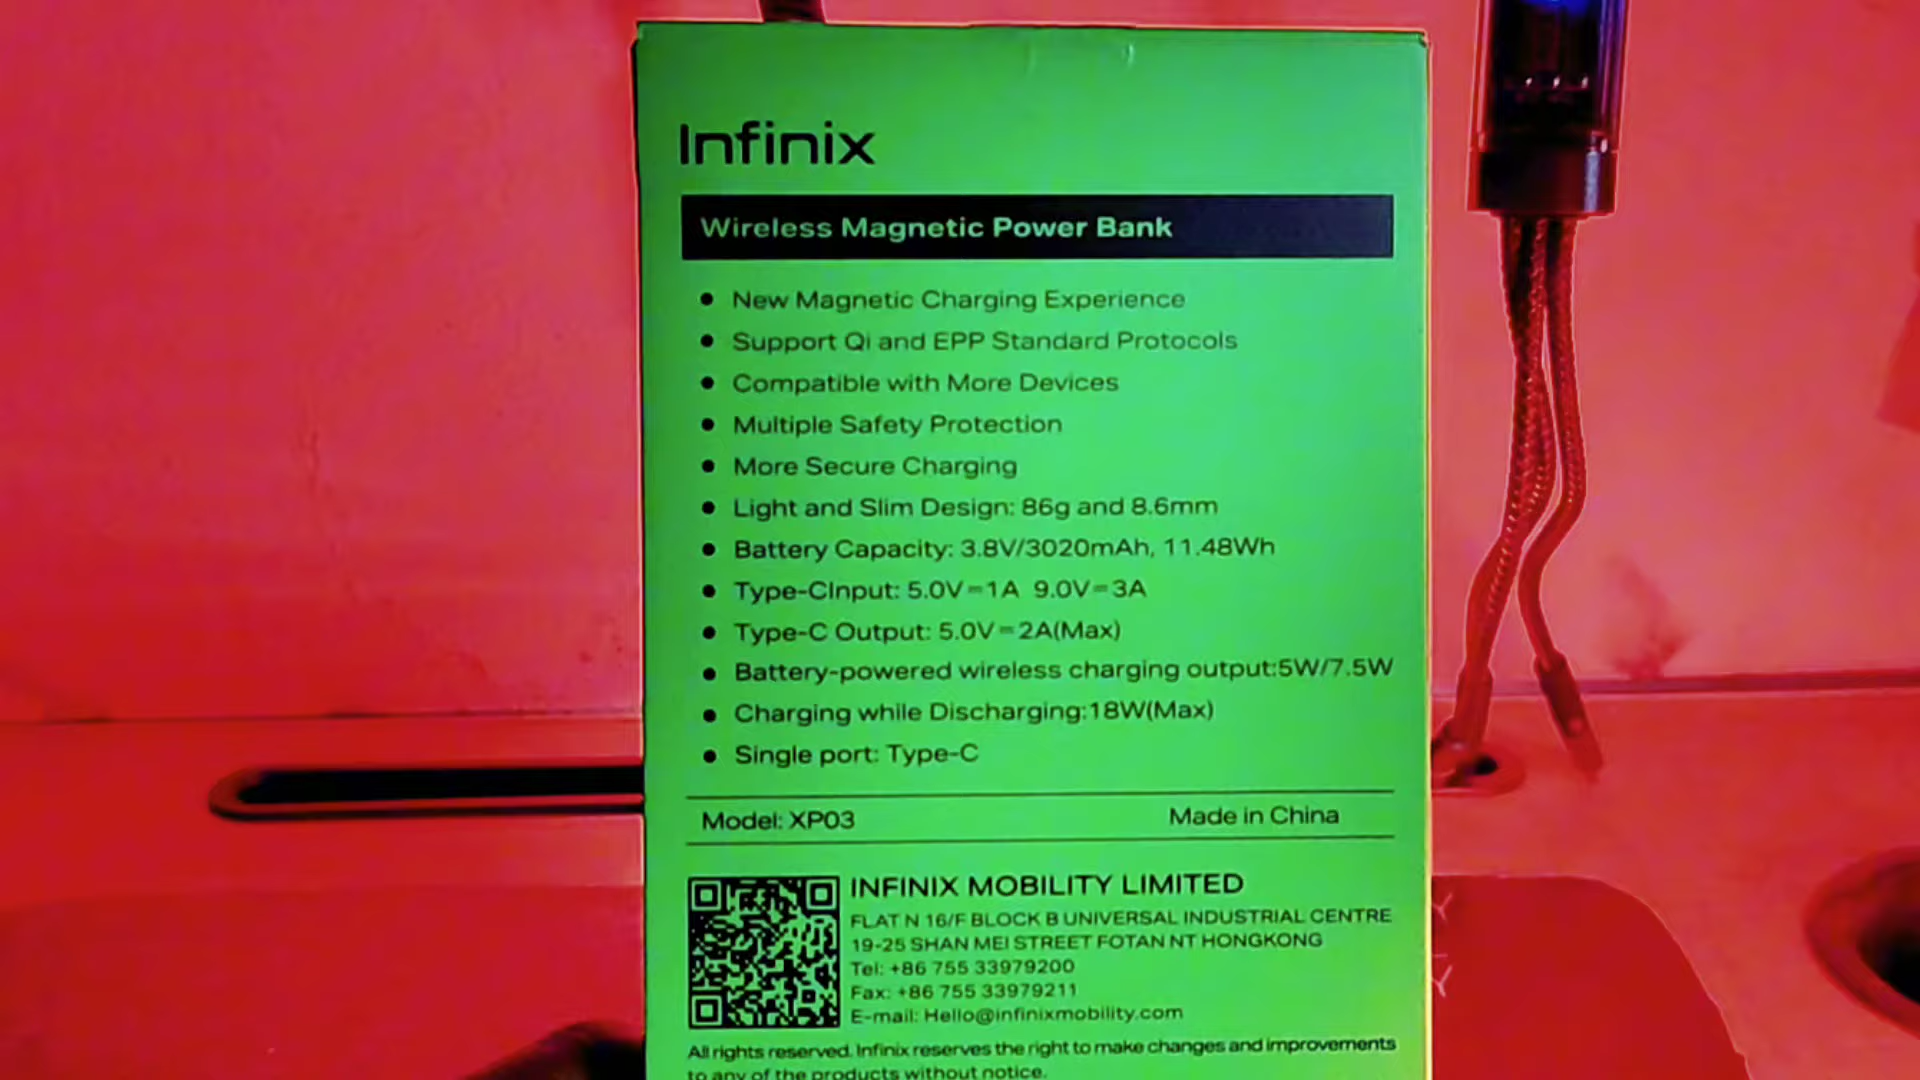 Infinix
Wireless Magnetic Power Bank
• New Magnetic Charging Experience
• Support Qi and EPP Standard Protocols
• Compatible with More Devices
• Multiple Safety Protection
• More Secure Charging
• Light and Slim Design: 86g and 8.6mm
• Battery Capacity: 3.8V/3020mAh, 11.48Wh
• Type-CInput: 5.0V=1A 9.0V=3A
• Type-C Output: 5.0V=2A(Max)
• Battery-powered wireless charging output:5W/7.5W
• Charging while Discharging:18W(Max)
• Single port: Type-C
Model: XP03 Made in China
INFINIX MOBILITY LIMITED
FLAT N 16/F BLOCK B UNIVERSAL INDUSTRIAL CENTRE
19-25 SHAN MEI STREET FOTAN NT HONGKONG
Tel: +86 755 33979200
Fax: +86 755 33979211
E-mail: Hello@infinixmobility.com
All rights reserved. Infinix reserves the right to make changes and improvements
to any of the products without notice.